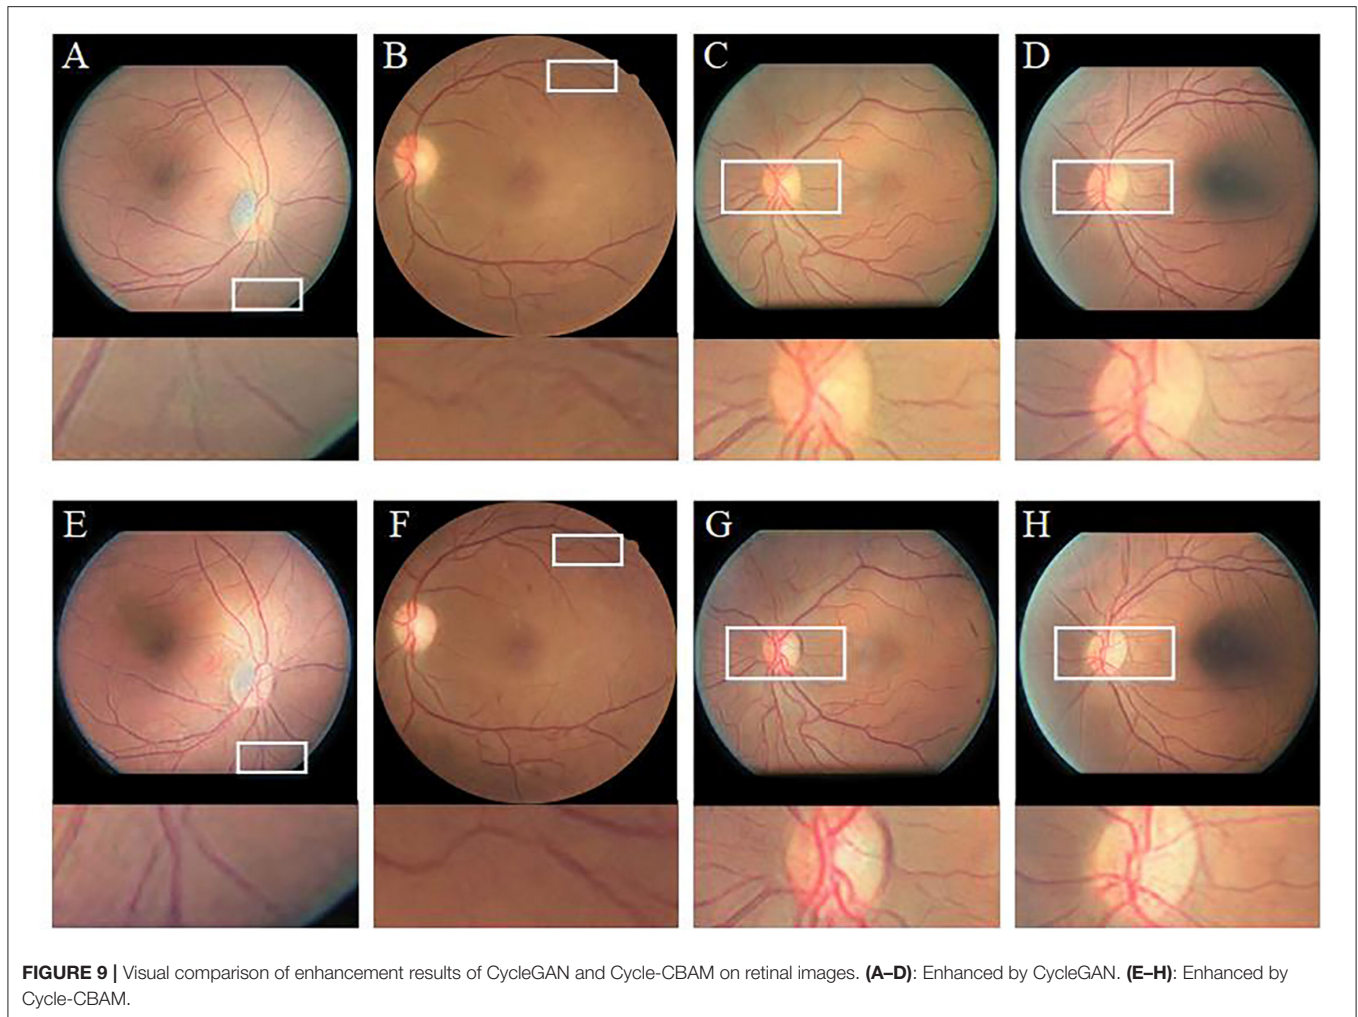 A
B
C
D
E
F
G
H
FIGURE 9 | Visual comparison of enhancement results of CycleGAN and Cycle-CBAM on retinal images. (A–D): Enhanced by CycleGAN. (E–H): Enhanced by
Cycle-CBAM.